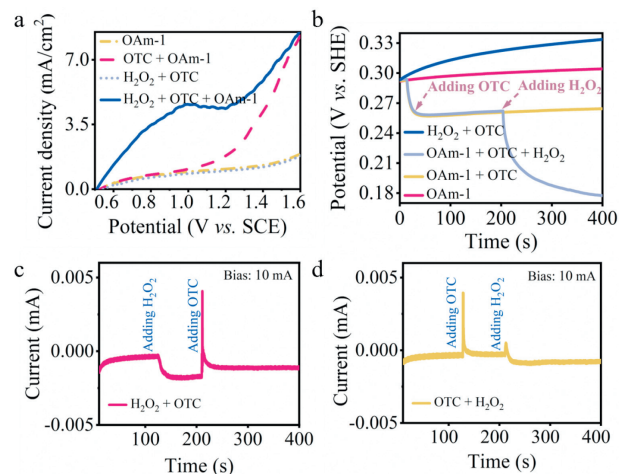 a
Current density (mA/cm²)
7.0
3.5
0.0
OAm-1
OTC + OAm-1
H₂O₂ + OTC
H₂O₂ + OTC + OAm-1
0.6 0.8 1.0 1.2 1.4 1.6
Potential (V vs. SCE)
b
Potential (V vs. SHE)
0.33
0.30
0.26
0.21
0.18
Adding OTC
Adding H₂O₂
H₂O₂ + OTC
OAm-1 + OTC + H₂O₂
OAm-1 + OTC
OAm-1
0 100 200 300 400
Time (s)
c
Current (mA)
0.005
0.000
-0.005
Bias: 10 mA
Adding H₂O₂
Adding OTC
H₂O₂ + OTC
100 200 300 400
Time (s)
d
Current (mA)
0.005
0.000
-0.005
Bias: 10 mA
Adding OTC
Adding H₂O₂
OTC + H₂O₂
100 200 300 400
Time (s)